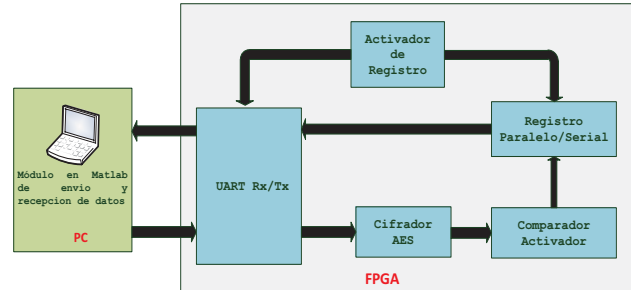 Activador
de
Registro
Registro
Paralelo/Serial
Módulo en Matlab
de envio y
recepcion de datos
PC
UART Rx/Tx
Cifrador
AES
Comparador
Activador
FPGA